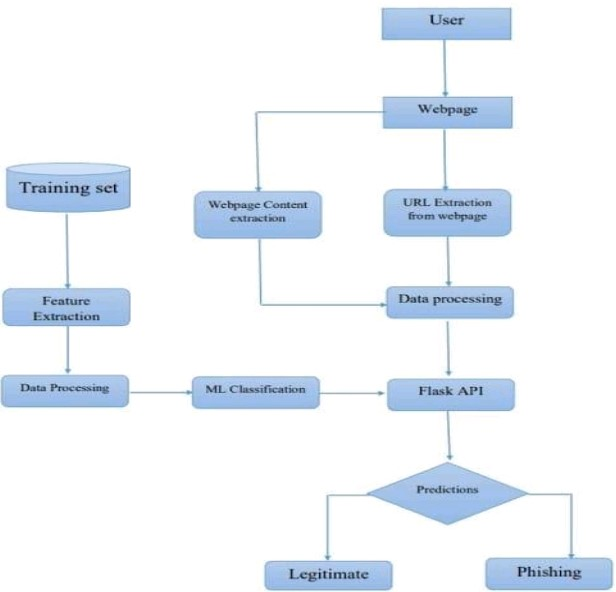 User
Webpage
Training set
Webpage Content
extraction
URL Extraction
from webpage
Feature
Extraction
Data processing
Data Processing
ML Classification
Flask API
Predictions
Legitimate
Phishing